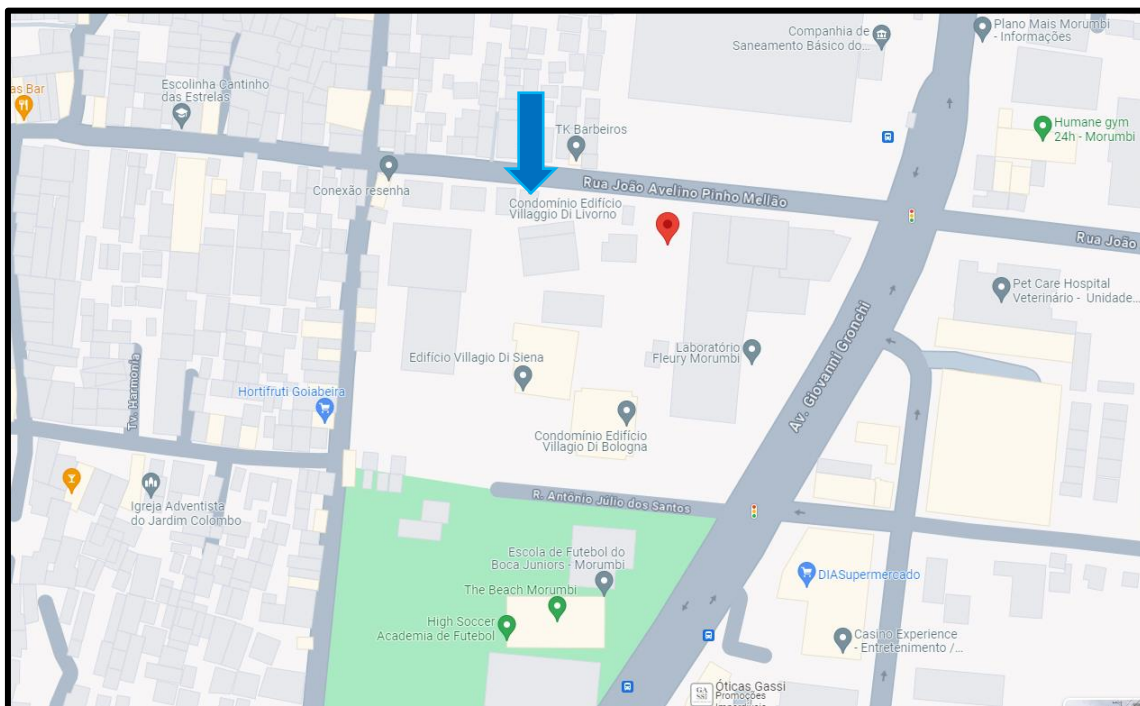 Companhia de
Saneamento Básico do...
Plano Mais Morumbi
- Informações
as Bar
Escolinha Cantinho
das Estrelas
TK Barbeiros
Humane gym
24h - Morumbi
Conexão resenha
Rua João Avelino Pinho Mellão
Condomínio Edifício
Villaggio Di Livorno
Rua João
Pet Care Hospital
Veterinário - Unidade...
Av. Giovanni Gronchi
Laboratório
Fleury Morumbi
Edifício Villagio Di Siena
Tv. Harmonia
Hortifruti Goiabeira
Condomínio Edifício
Villagio Di Bologna
R. Antônio Júlio dos Santos
Igreja Adventista
do Jardim Colombo
Escola de Futebol do
Boca Juniors - Morumbi
The Beach Morumbi
DIASupermercado
High Soccer
Academia de Futebol
Casino Experience
- Entretenimento /...
GA
SSI
Óticas Gassi
Promoções